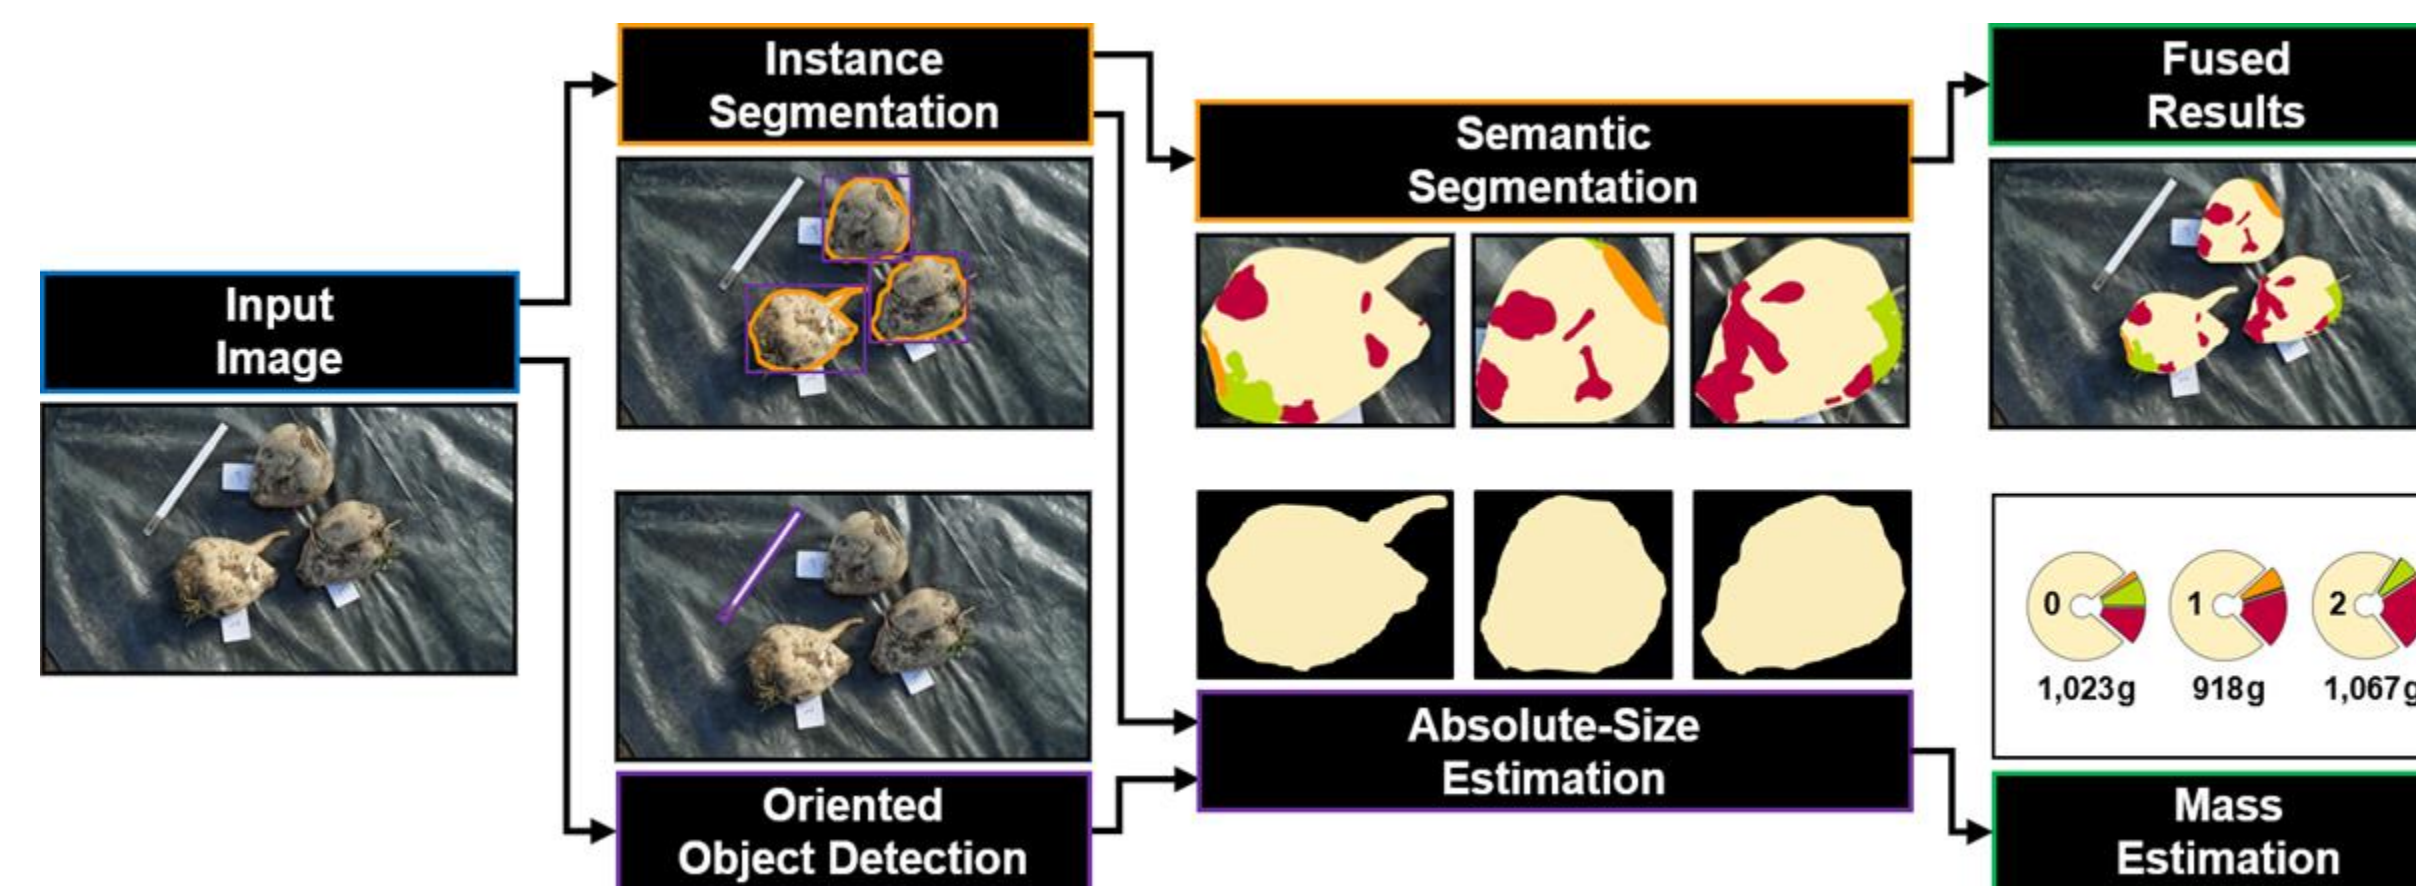 Input
Image
Instance
Segmentation
Oriented
Object Detection
Semantic
Segmentation
Absolute-Size
Estimation
Fused
Results
0
1
2
1,023g
918g
1,067g
Mass
Estimation